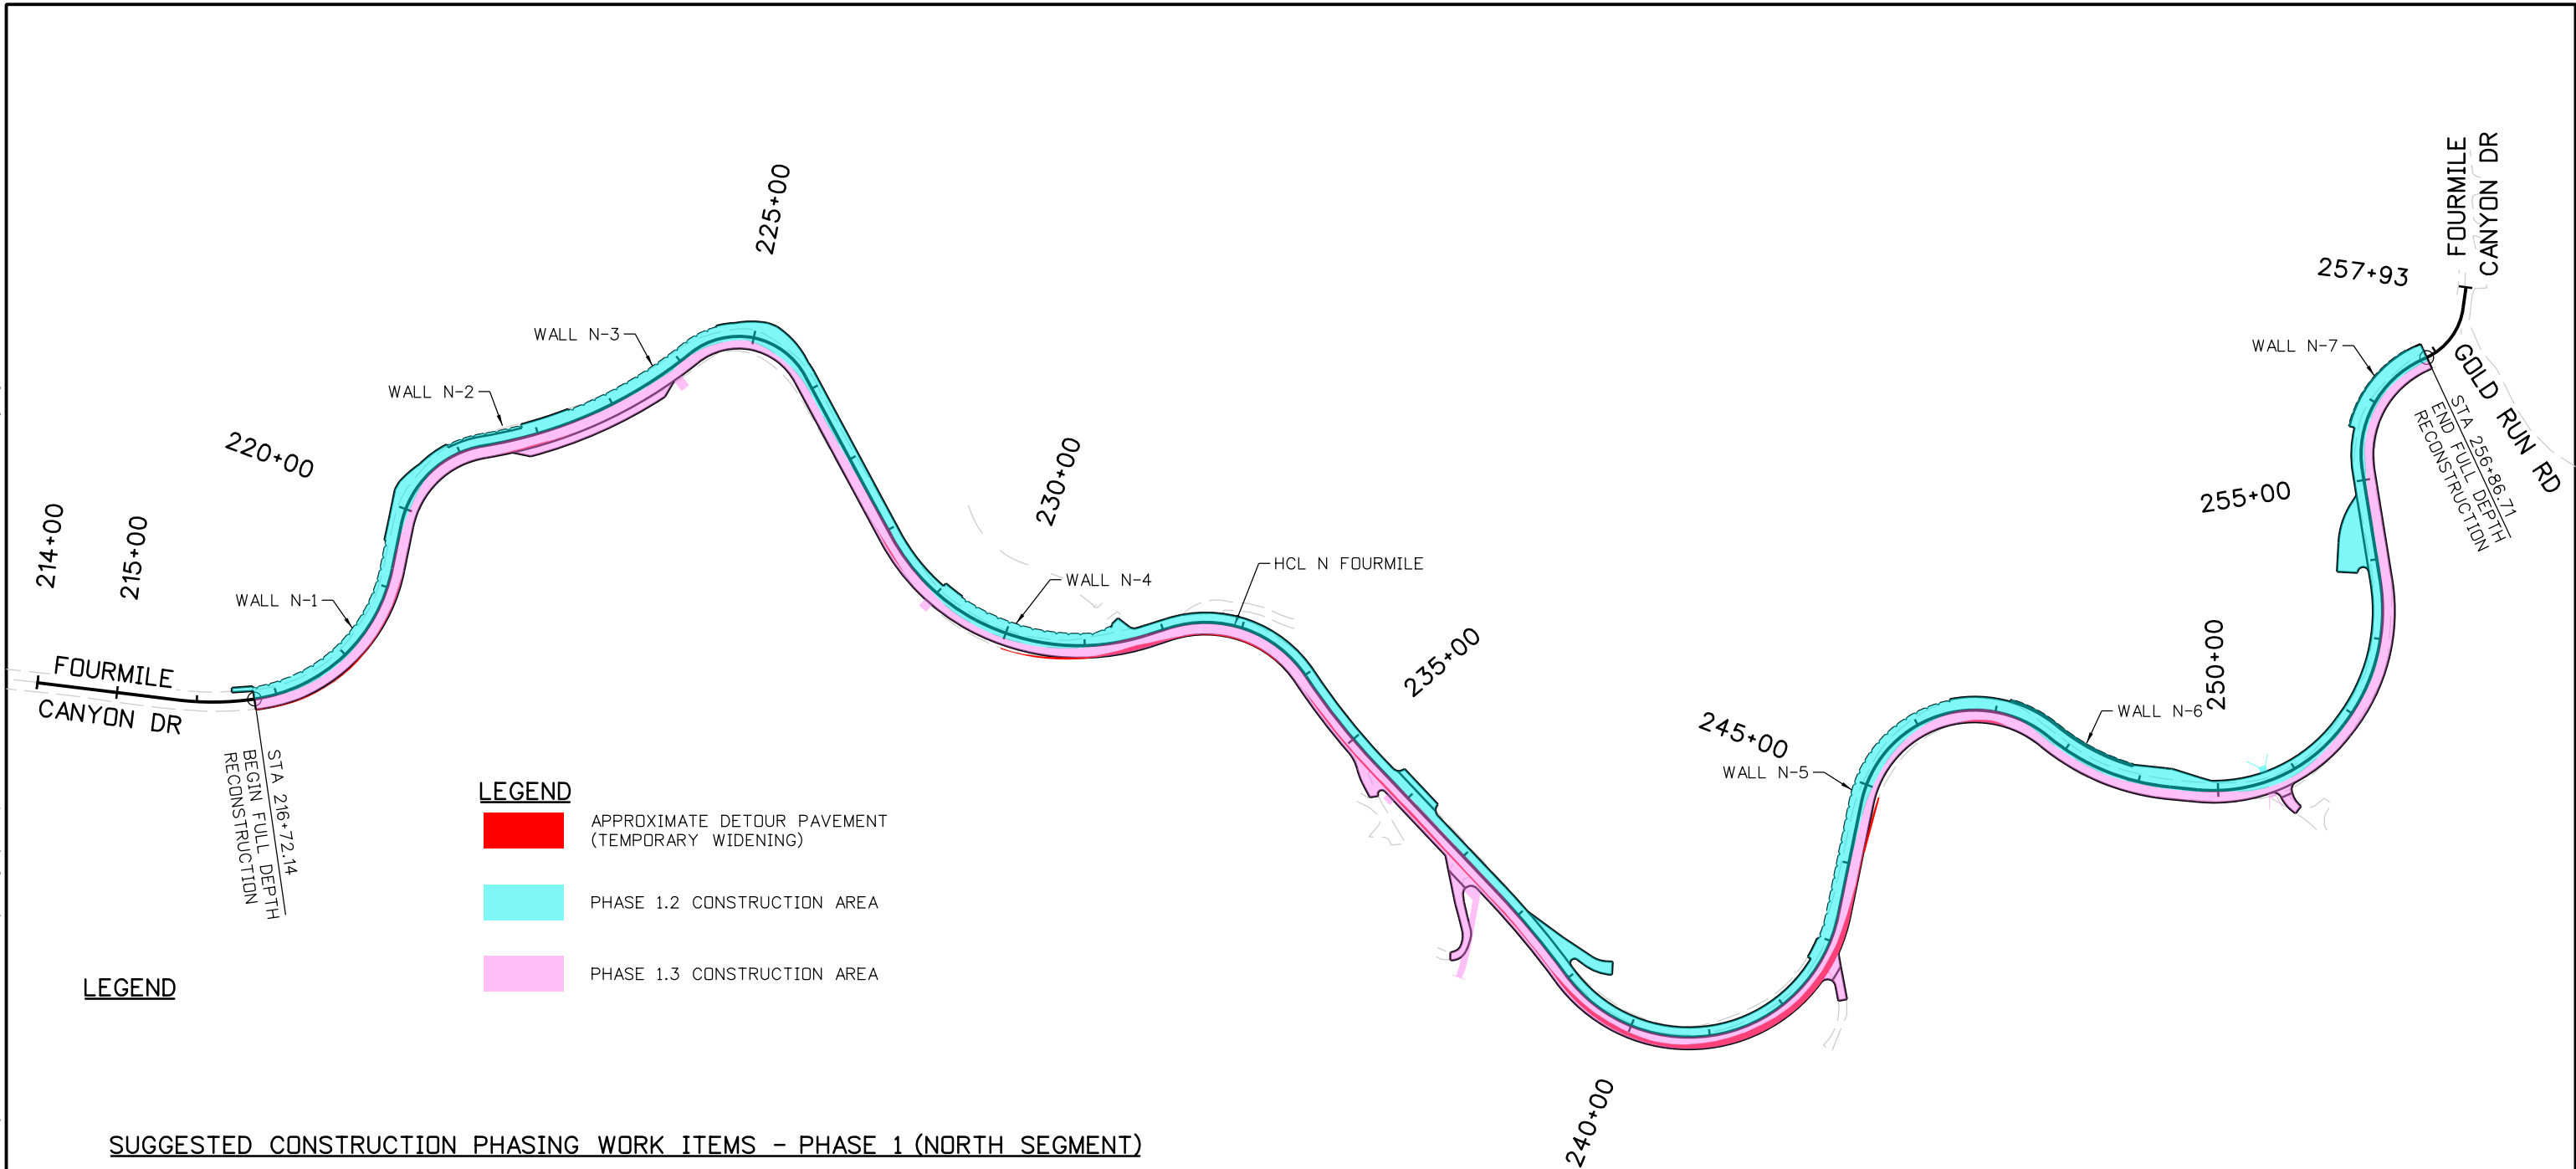 FOURMILE
CANYON DR
225+00
257+93
WALL N-3
WALL N-7
GOLD RUN RD
WALL N-2
STA 256+86.71
END FULL DEPTH
RECONSTRUCTION
220+00
230+00
255+00
214+00
215+00
HCL N FOURMILE
WALL N-4
WALL N-1
235+00
250+00
FOURMILE
CANYON DR
245+00
WALL N-6
WALL N-5
STA 216+72.14
BEGIN FULL DEPTH
RECONSTRUCTION
LEGEND
APPROXIMATE DETOUR PAVEMENT
(TEMPORARY WIDENING)
PHASE 1.2 CONSTRUCTION AREA
PHASE 1.3 CONSTRUCTION AREA
LEGEND
240+00
SUGGESTED CONSTRUCTION PHASING WORK ITEMS - PHASE 1 (NORTH SEGMENT)